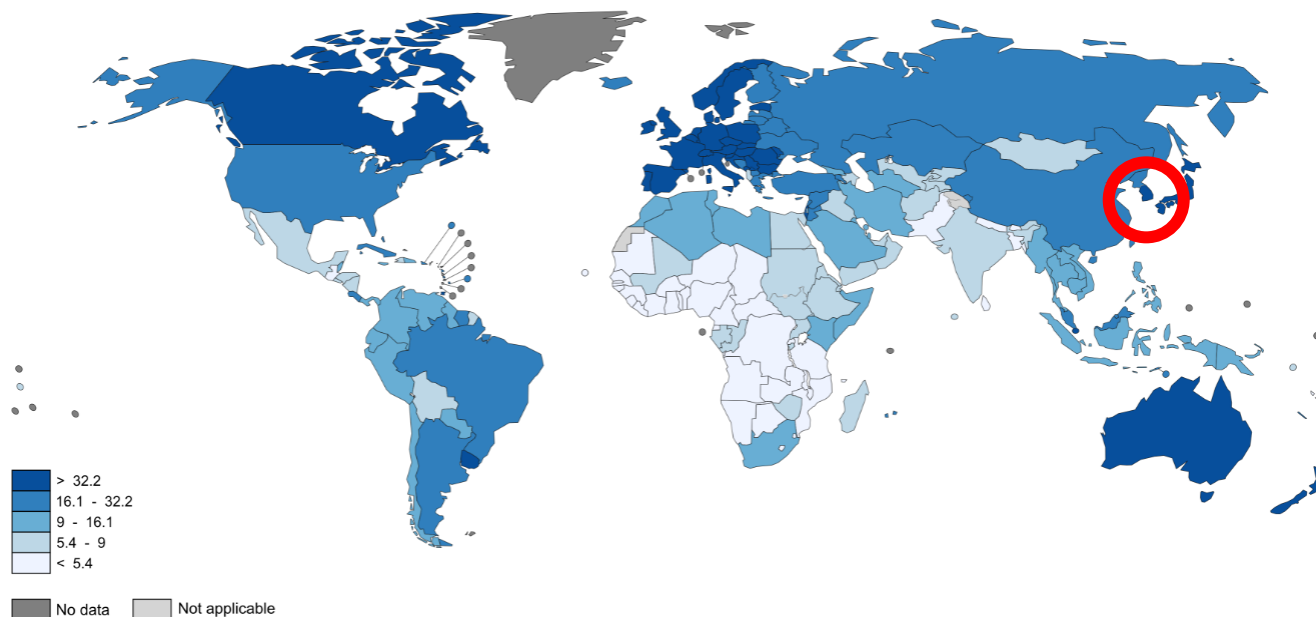 > 32.2
16.1 - 32.2
9 - 16.1
5.4 - 9
< 5.4
No data
Not applicable